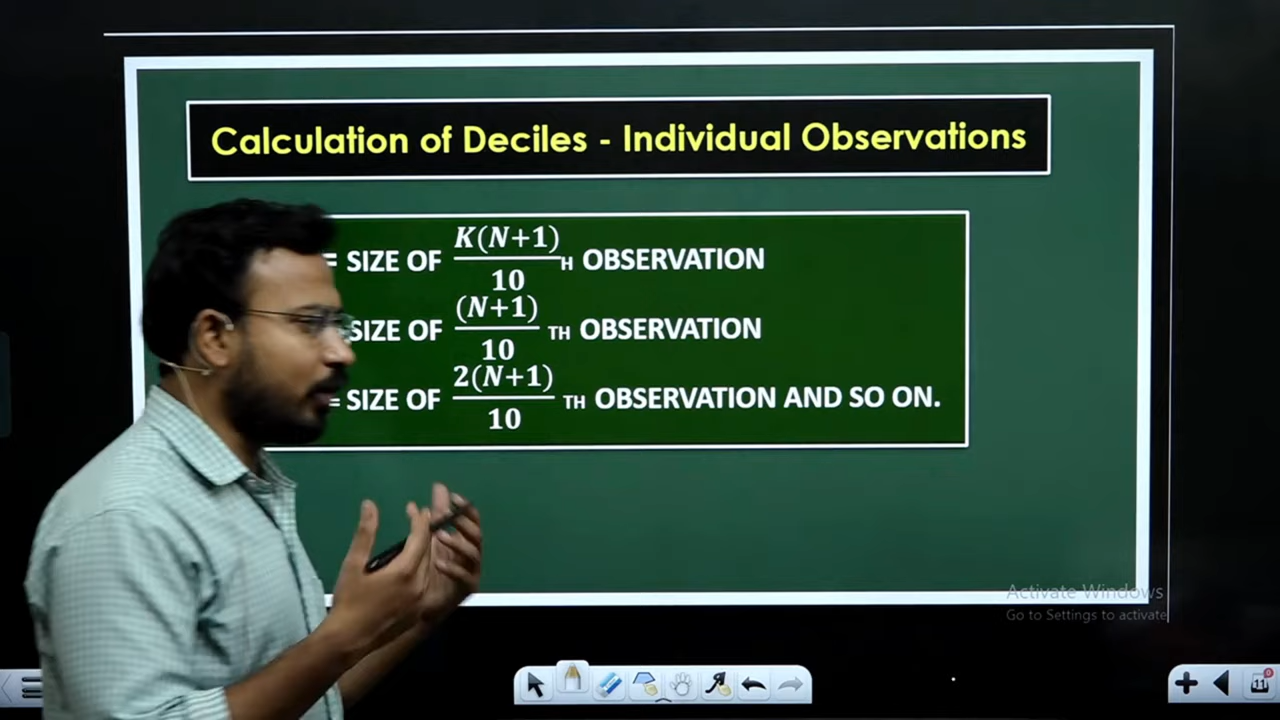 Calculation of Deciles - Individual Observations
= SIZE OF K(N+1)/10 H OBSERVATION
SIZE OF (N+1)/10 TH OBSERVATION
= SIZE OF 2(N+1)/10 TH OBSERVATION AND SO ON.
Activate Windows
Go to Settings to activate
11